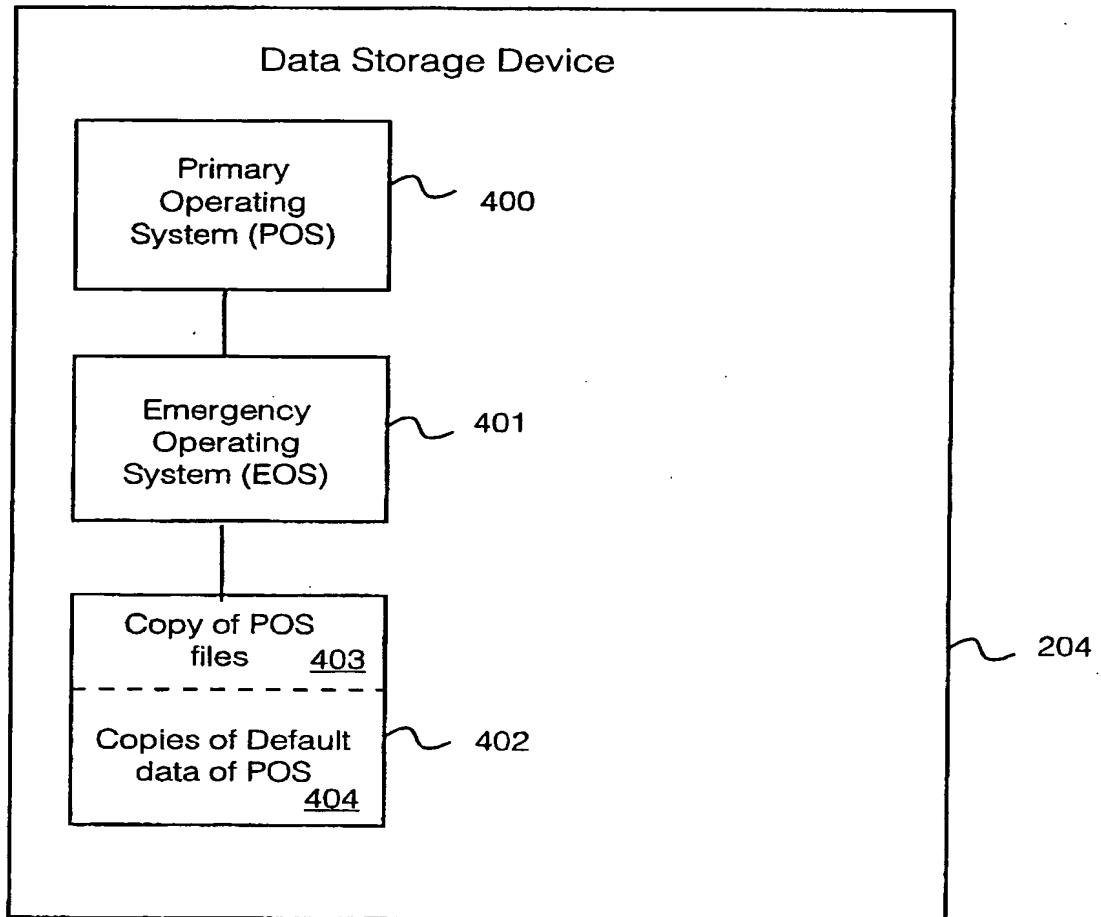 Data Storage Device
Primary
Operating
System (POS)
400
Emergency
Operating
System (EOS)
401
Copy of POS
files 403
204
Copies of Default
data of POS
404
402